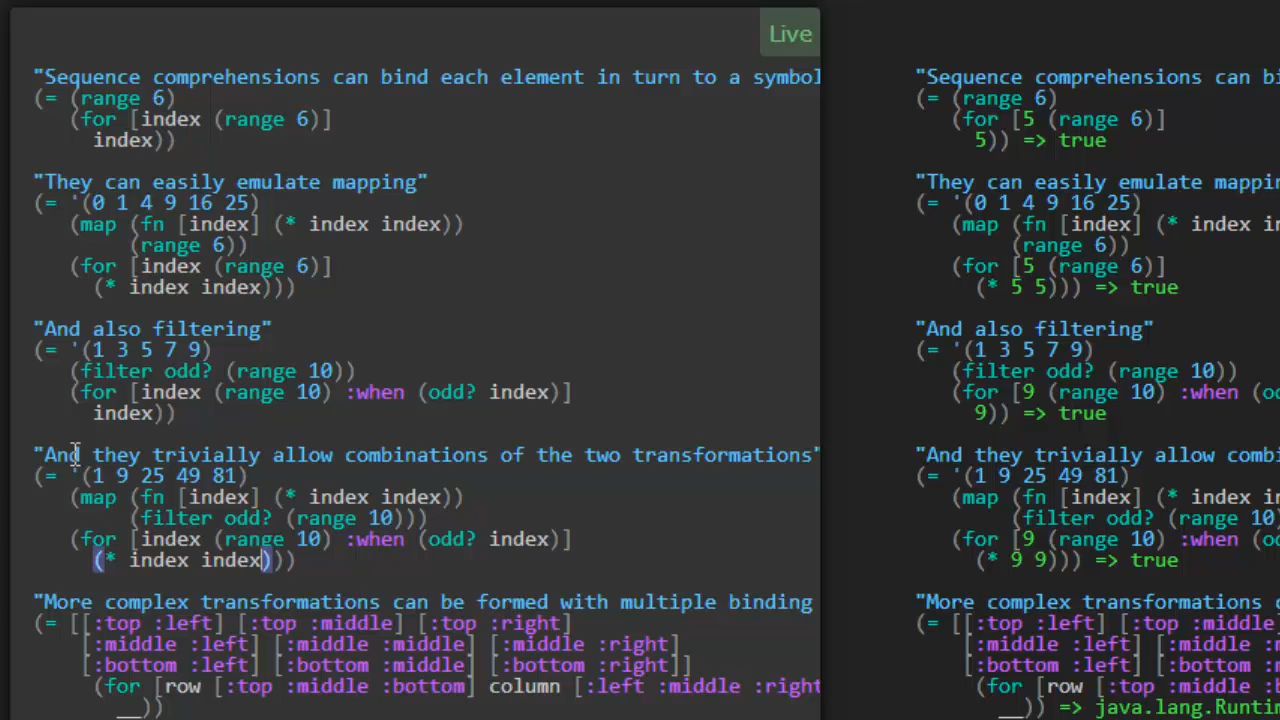 Live
"Sequence comprehensions can bind each element in turn to a symbol
(= (range 6)
(for [index (range 6)]
index))
"They can easily emulate mapping"
(= '(0 1 4 9 16 25)
(map (fn [index] (* index index))
(range 6))
(for [index (range 6)]
(* index index)))
"And also filtering"
(= '(1 3 5 7 9)
(filter odd? (range 10))
(for [index (range 10) :when (odd? index)]
index))
"And they trivially allow combinations of the two transformations"
(= '(1 9 25 49 81)
(map (fn [index] (* index index))
(filter odd? (range 10)))
(for [index (range 10) :when (odd? index)]
(* index index)))
"More complex transformations can be formed with multiple binding
(= [[:top :left] [:top :middle] [:top :right]
[:middle :left] [:middle :middle] [:middle :right]
[:bottom :left] [:bottom :middle] [:bottom :right]]
(for [row [:top :middle :bottom] column [:left :middle :right
__))
"Sequence comprehensions can bi
(= (range 6)
(for [5 (range 6)]
5)) => true
"They can easily emulate mappin
(= '(0 1 4 9 16 25)
(map (fn [index] (* index in
(range 6))
(for [5 (range 6)]
(* 5 5))) => true
"And also filtering"
(= '(1 3 5 7 9)
(filter odd? (range 10))
(for [9 (range 10) :when (od
9)) => true
"And they trivially allow combi
(= '(1 9 25 49 81)
(map (fn [index] (* index in
(filter odd? (range 10
(for [9 (range 10) :when (od
(* 9 9))) => true
"More complex transformations c
(= [[:top :left] [:top :middle]
[:middle :left] [:middle :m
[:bottom :left] [:bottom :m
(for [row [:top :middle :b
__)) => java.lang.Runtim